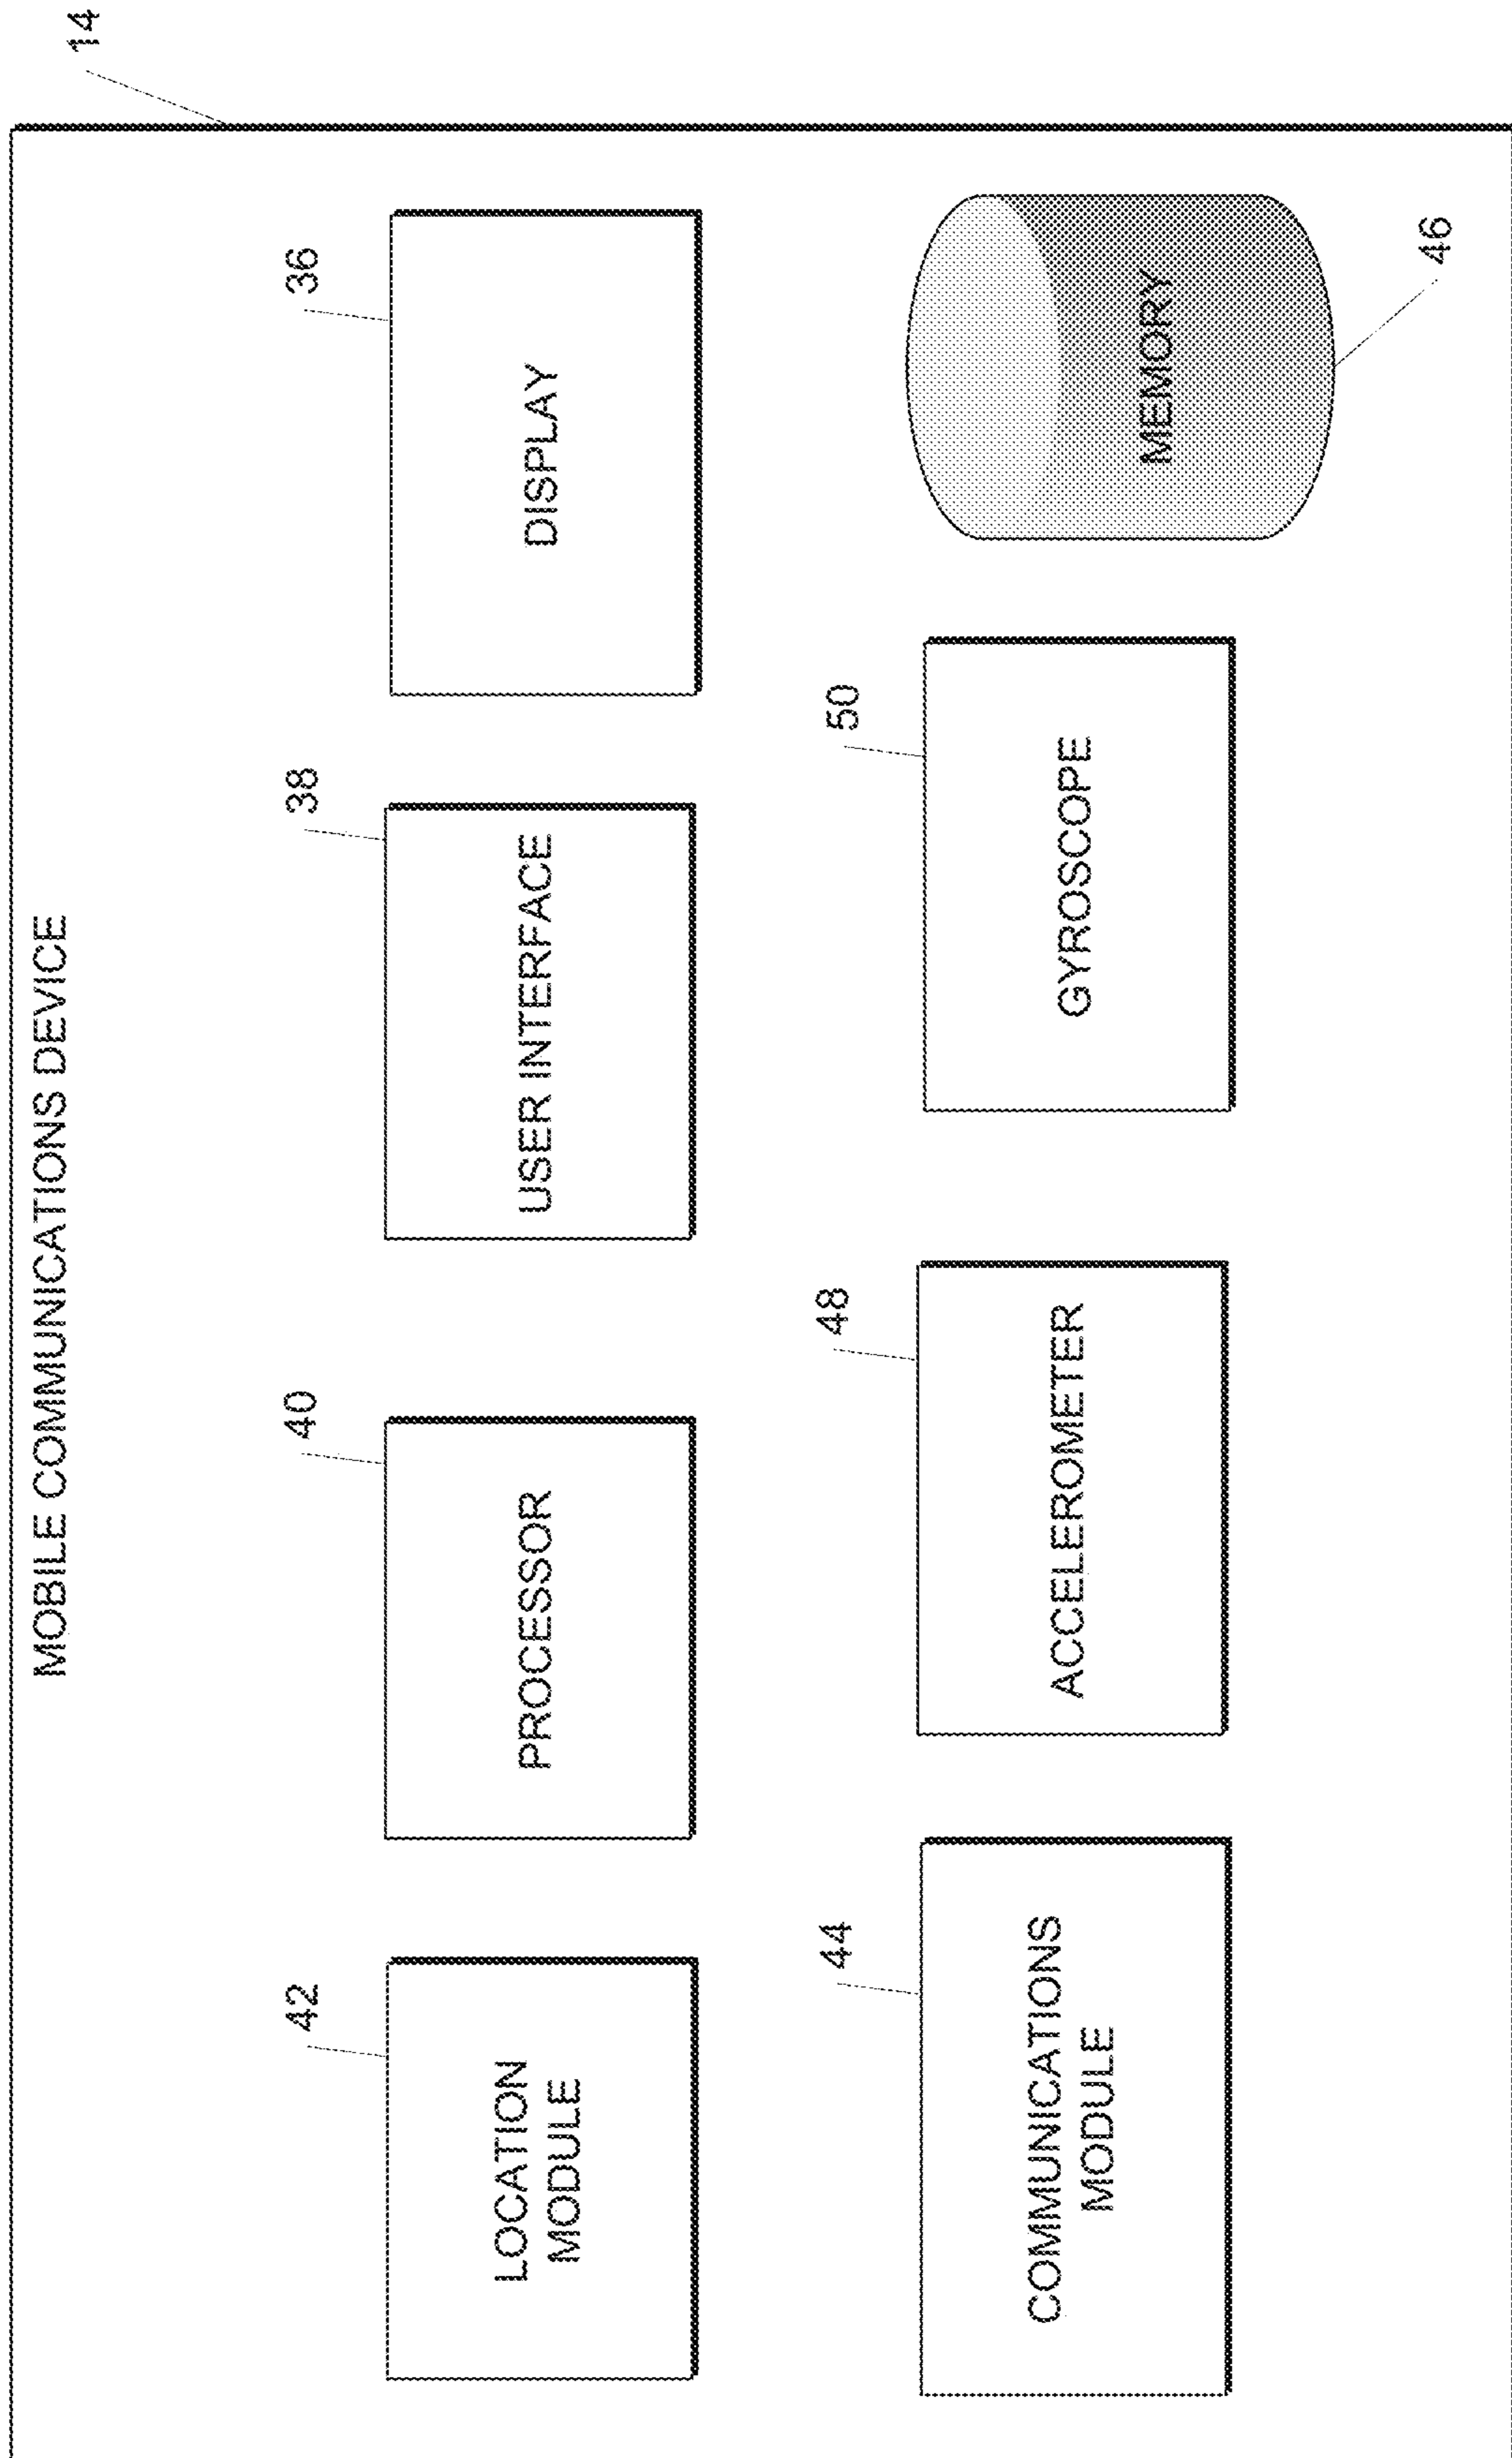 14
MOBILE COMMUNICATIONS DEVICE
42
40
38
36
LOCATION
MODULE
PROCESSOR
USER INTERFACE
DISPLAY
44
48
50
COMMUNICATIONS
MODULE
ACCELEROMETER
GYROSCOPE
MEMORY
46